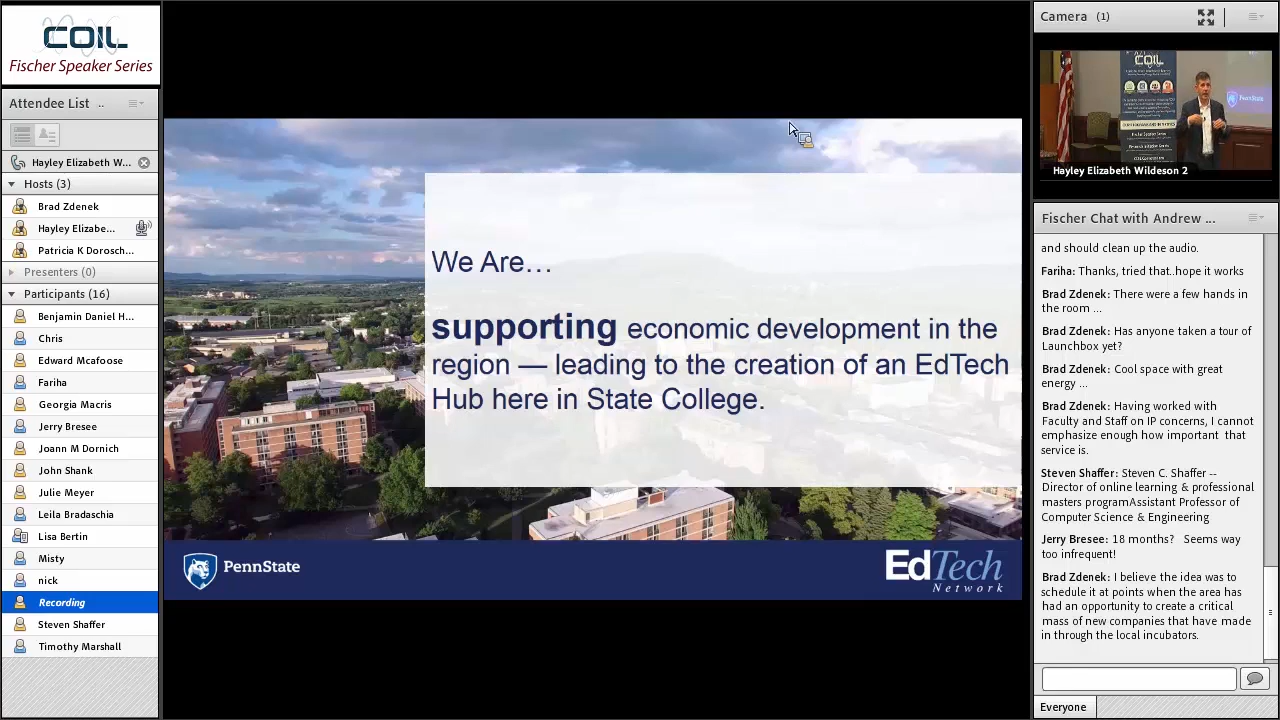 COIL
Fischer Speaker Series
Attendee List ..
Hayley Elizabeth W...
Hosts (3)
Brad Zdenek
Hayley Elizabe...
Patricia K Dorosch...
Presenters (0)
Participants (16)
Benjamin Daniel H...
Chris
Edward Mcafoose
Fariha
Georgia Macris
Jerry Bresee
Joann M Dornich
John Shank
Julie Meyer
Leila Bradaschia
Lisa Bertin
Misty
nick
Recording
Steven Shaffer
Timothy Marshall
We Are…
supporting economic development in the
region — leading to the creation of an EdTech
Hub here in State College.
PennState
EdTech
Network
Camera (1)
COIL
PennState
Hayley Elizabeth Wildeson 2
Fischer Chat with Andrew ...
and should clean up the audio.
Fariha: Thanks, tried that..hope it works
Brad Zdenek: There were a few hands in
the room ...
Brad Zdenek: Has anyone taken a tour of
Launchbox yet?
Brad Zdenek: Cool space with great
energy ...
Brad Zdenek: Having worked with
Faculty and Staff on IP concerns, I cannot
emphasize enough how important that
service is.
Steven Shaffer: Steven C. Shaffer --
Director of online learning & professional
masters programAssistant Professor of
Computer Science & Engineering
Jerry Bresee: 18 months? Seems way
too infrequent!
Brad Zdenek: I believe the idea was to
schedule it at points when the area has
had an opportunity to create a critical
mass of new companies that have made
in through the local incubators.
Everyone